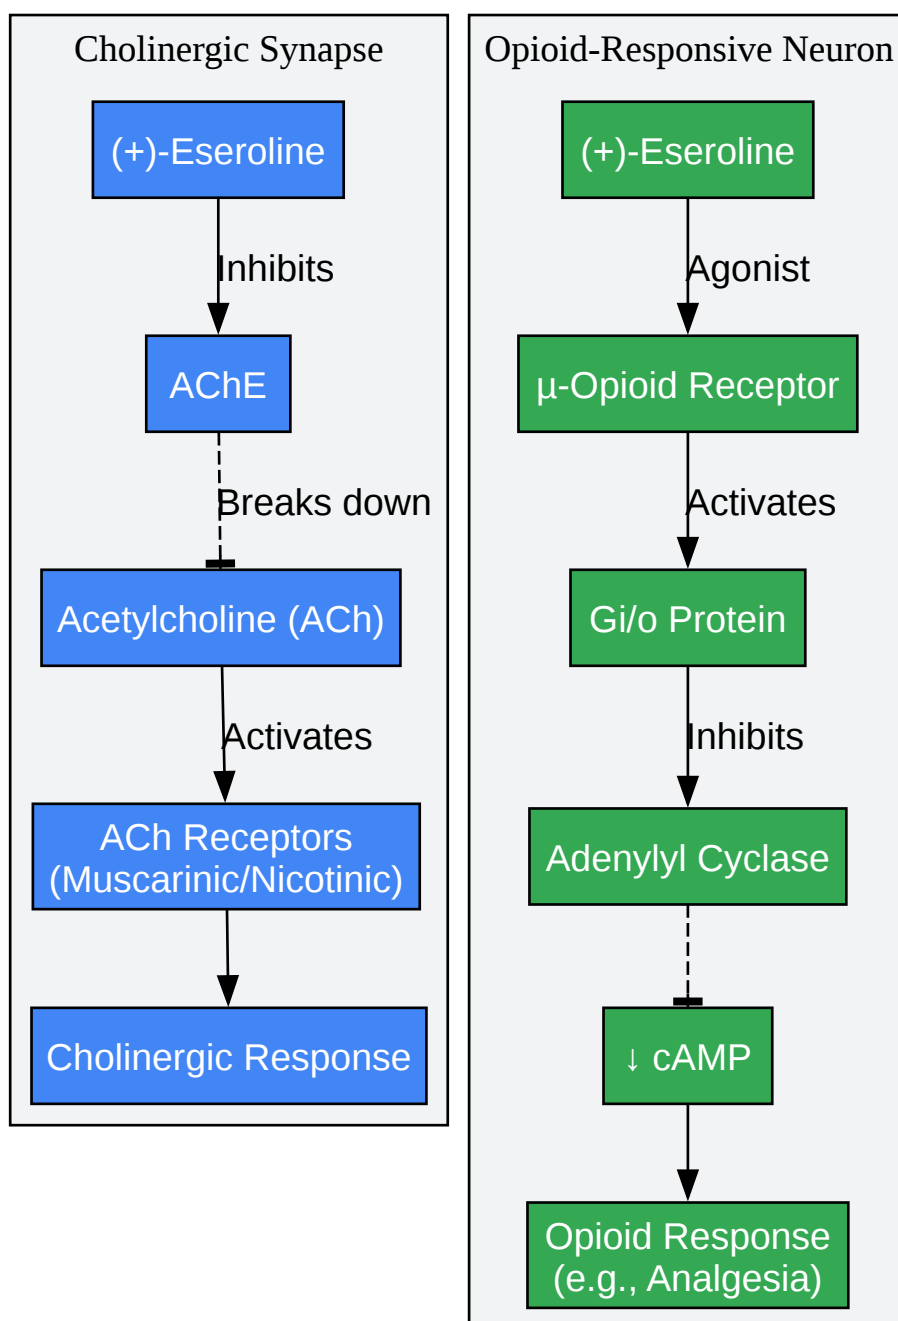 Cholinergic Synapse
(+)-Eseroline
Inhibits
AChE
Breaks down
Acetylcholine (ACh)
Activates
ACh Receptors
(Muscarinic/Nicotinic)
Cholinergic Response
Opioid-Responsive Neuron
(+)-Eseroline
Agonist
µ-Opioid Receptor
Activates
Gi/o Protein
Inhibits
Adenylyl Cyclase
↓ cAMP
Opioid Response
(e.g., Analgesia)